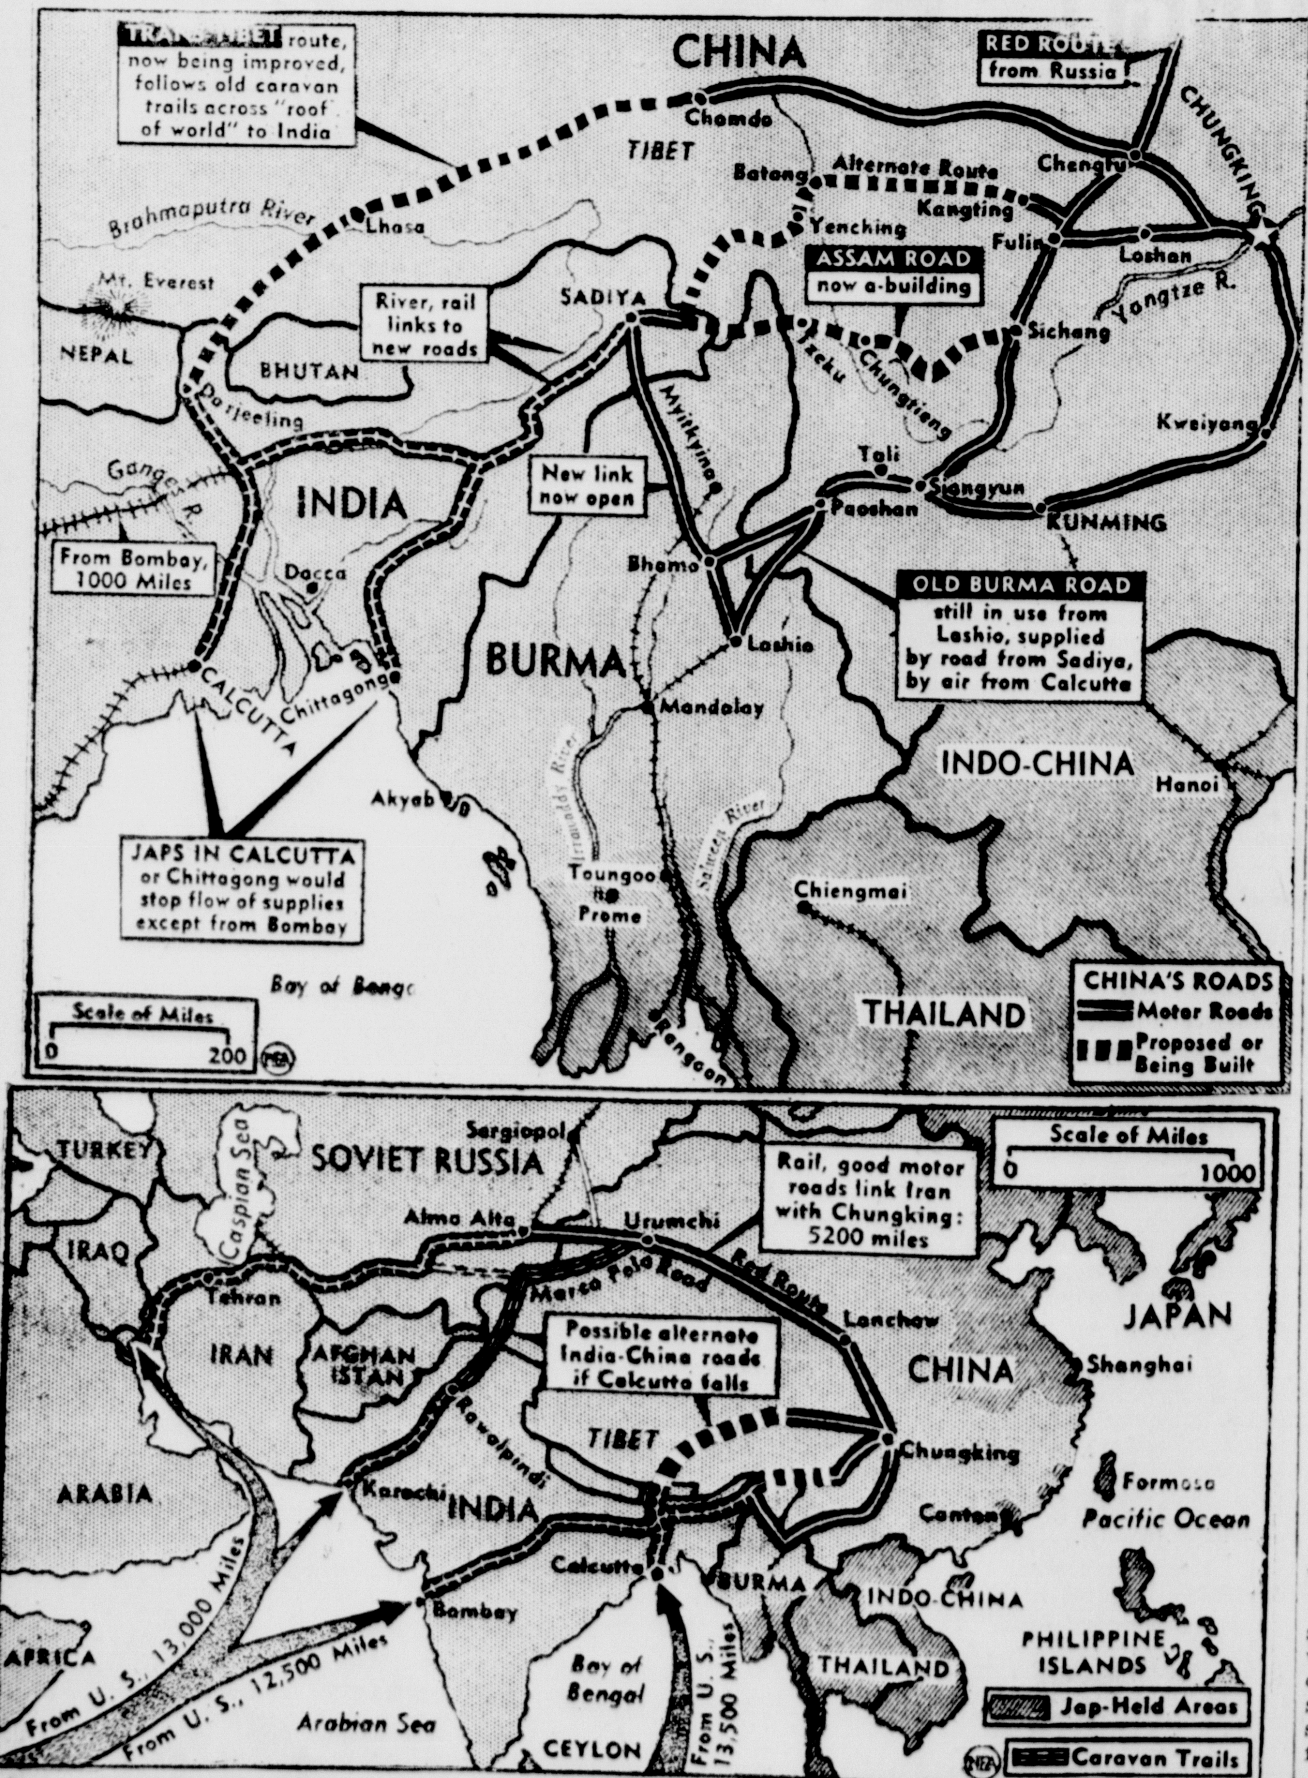 TRANS-TIBET route,
now being improved,
follows old caravan
trails across "roof
of world" to India
CHINA
RED ROUTE
from Russia
CHUNGKING
Chamdo
TIBET
Batang
Alternate Route
Kangting
Chengtu
Brahmaputra River
Lhasa
Yenching
Fulin
Loshan
ASSAM ROAD
now a-building
Yangtze R.
Mt. Everest
River, rail
links to
new roads
SADIYA
NEPAL
BHUTAN
Tzeku
Chungtieng
Sichang
Darjeeling
Myitkyina
Kweiyang
Ganges R.
INDIA
New link
now open
Tali
Siangyun
Paoshan
KUNMING
From Bombay,
1000 Miles
Dacca
Bhamo
OLD BURMA ROAD
still in use from
Lashio, supplied
by road from Sadiya,
by air from Calcutta
BURMA
Lashio
CALCUTTA
Chittagong
Mandalay
INDO-CHINA
Hanoi
Akyab
Irrawaddy River
Salween River
JAPS IN CALCUTTA
or Chittagong would
stop flow of supplies
except from Bombay
Toungoo
Prome
Chiengmai
Bay of Benga
THAILAND
CHINA'S ROADS
Motor Roads
Proposed or
Being Built
Scale of Miles
0 200
NEA
Rangoon
TURKEY
Caspian Sea
SOVIET RUSSIA
Sergiopol
Scale of Miles
0 1000
Rail, good motor
roads link Iran
with Chungking:
5200 miles
IRAQ
Alma Alta
Urumchi
Marco Polo Road
Red Route
Tehran
Lanchow
JAPAN
IRAN
AFGHAN
ISTAN
Possible alternate
India-China roads
if Calcutta falls
CHINA
Shanghai
Rawalpindi
TIBET
Chungking
ARABIA
Karachi
INDIA
Formosa
Canton
Pacific Ocean
Calcutta
BURMA
INDO-CHINA
Bombay
AFRICA
From U. S., 13,000 Miles
From U. S., 12,500 Miles
Arabian Sea
Bay of
Bengal
From U. S.,
13,500 Miles
CEYLON
THAILAND
PHILIPPINE
ISLANDS
Jap-Held Areas
NEA
Caravan Trails